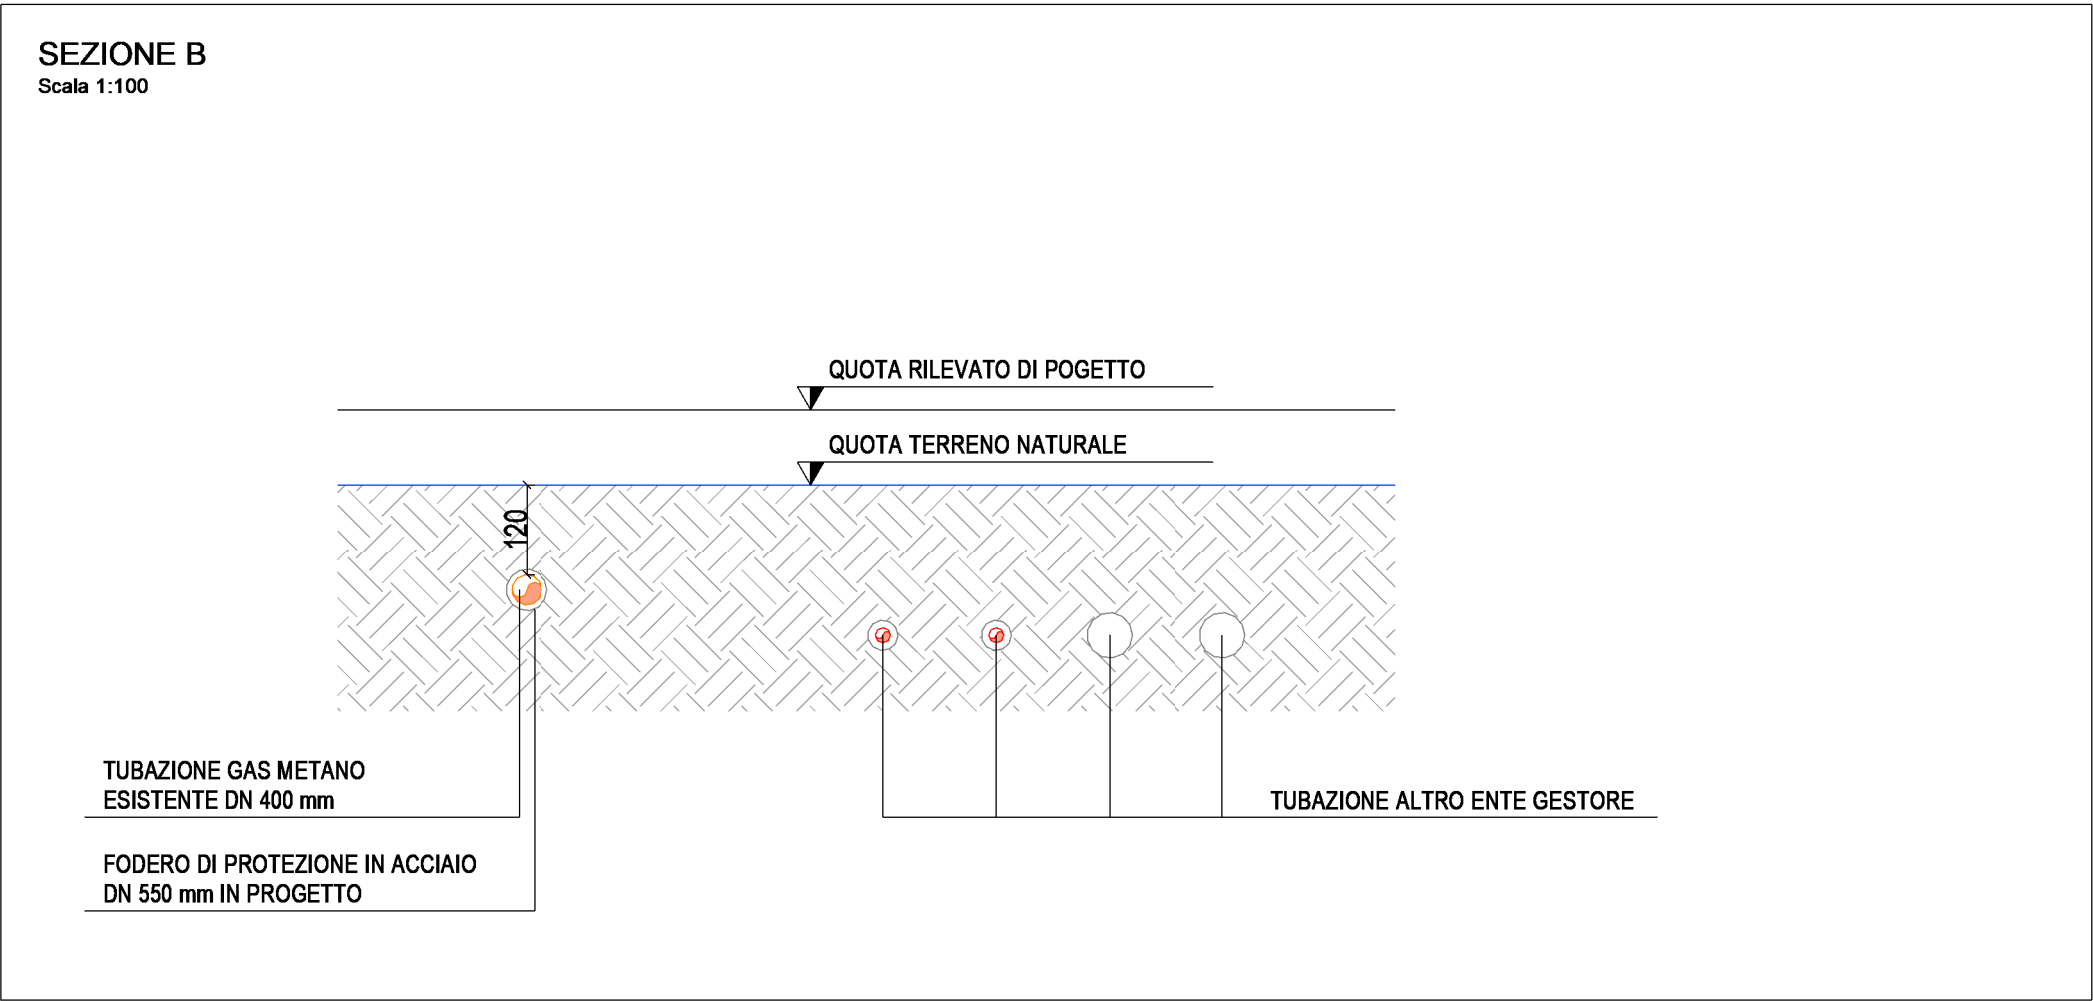 SEZIONE B
Scala 1:100
QUOTA RILEVATO DI POGETTO
QUOTA TERRENO NATURALE
120
TUBAZIONE GAS METANO
ESISTENTE DN 400 mm
TUBAZIONE ALTRO ENTE GESTORE
FODERO DI PROTEZIONE IN ACCIAIO
DN 550 mm IN PROGETTO